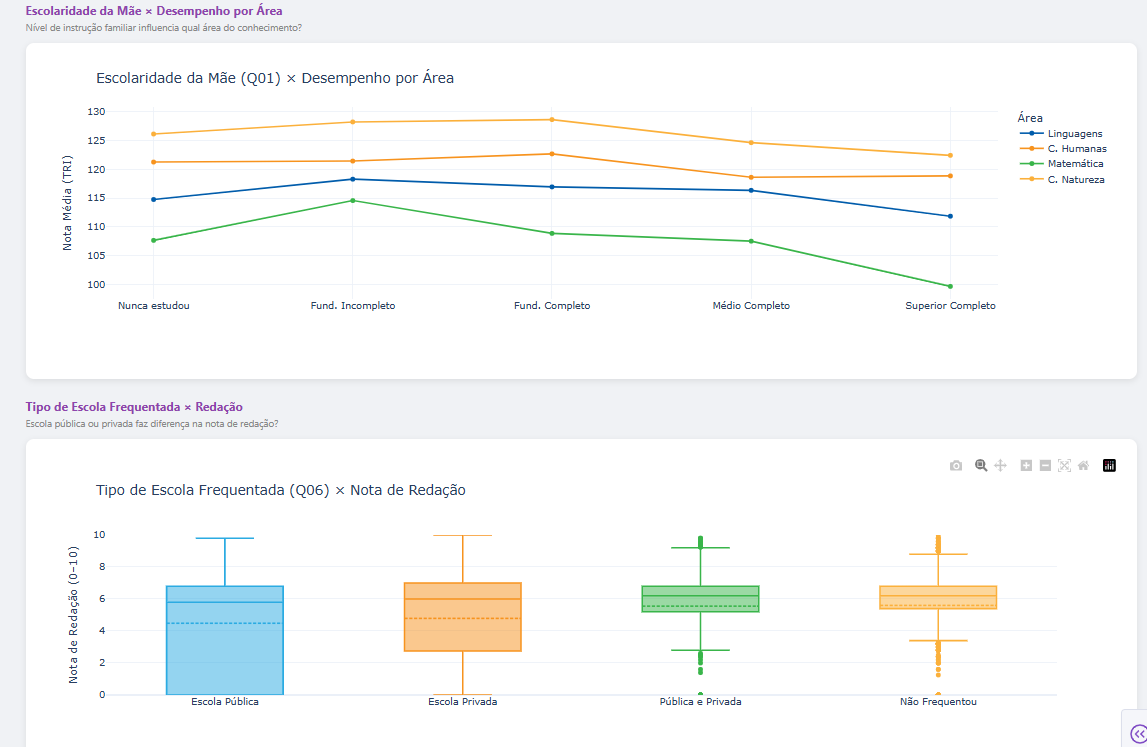 Escolaridade da Mãe × Desempenho por Área
Nível de instrução familiar influencia qual área do conhecimento?
Escolaridade da Mãe (Q01) × Desempenho por Área
Nota Média (TRI)
130
125
120
115
110
105
100
Nunca estudou
Fund. Incompleto
Fund. Completo
Médio Completo
Superior Completo
Área
Linguagens
C. Humanas
Matemática
C. Natureza
Tipo de Escola Frequentada × Redação
Escola pública ou privada faz diferença na nota de redação?
Tipo de Escola Frequentada (Q06) × Nota de Redação
Nota de Redação (0–10)
10
8
6
4
2
0
Escola Pública
Escola Privada
Pública e Privada
Não Frequentou